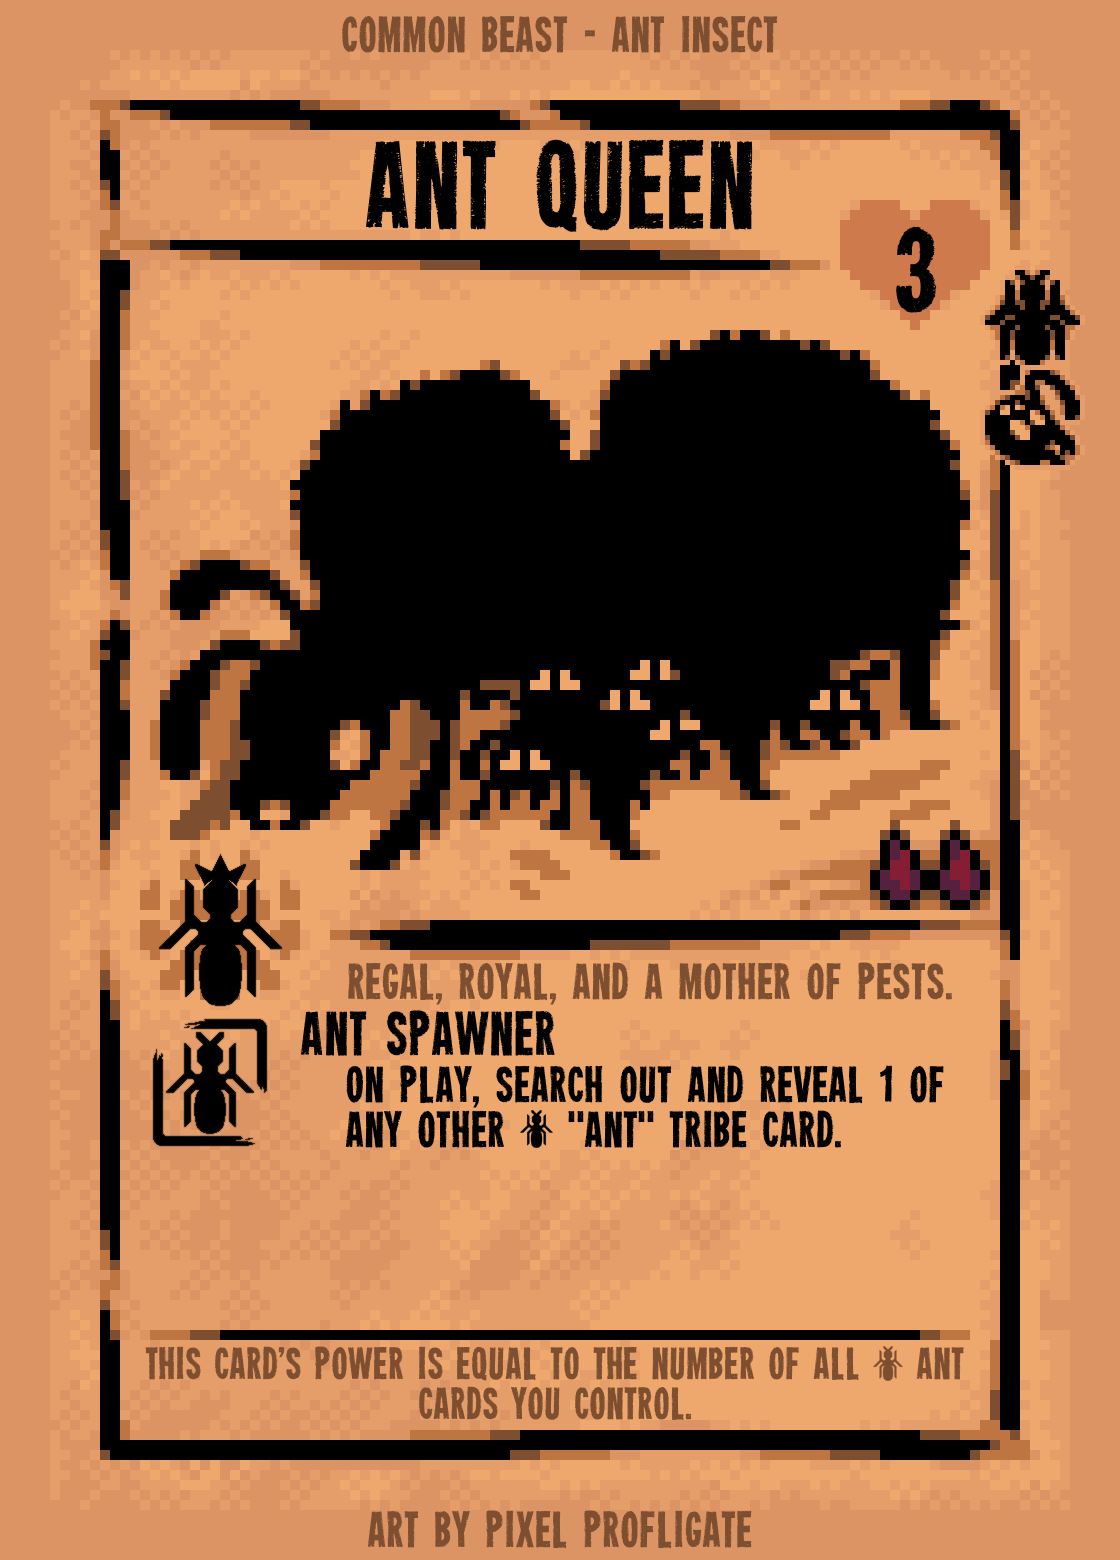 COMMON BEAST - ANT INSECT
ANT QUEEN
3
REGAL, ROYAL, AND A MOTHER OF PESTS.
ANT SPAWNER
ON PLAY, SEARCH OUT AND REVEAL 1 OF
ANY OTHER "ANT" TRIBE CARD.
THIS CARD'S POWER IS EQUAL TO THE NUMBER OF ALL ANT
CARDS YOU CONTROL.
ART BY PIXEL PROFLIGATE